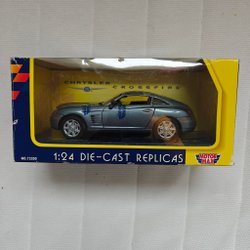 CHRYSLER
CROSSFIRE
1:24 DIE-CAST REPLICAS
MOTOR
MAX